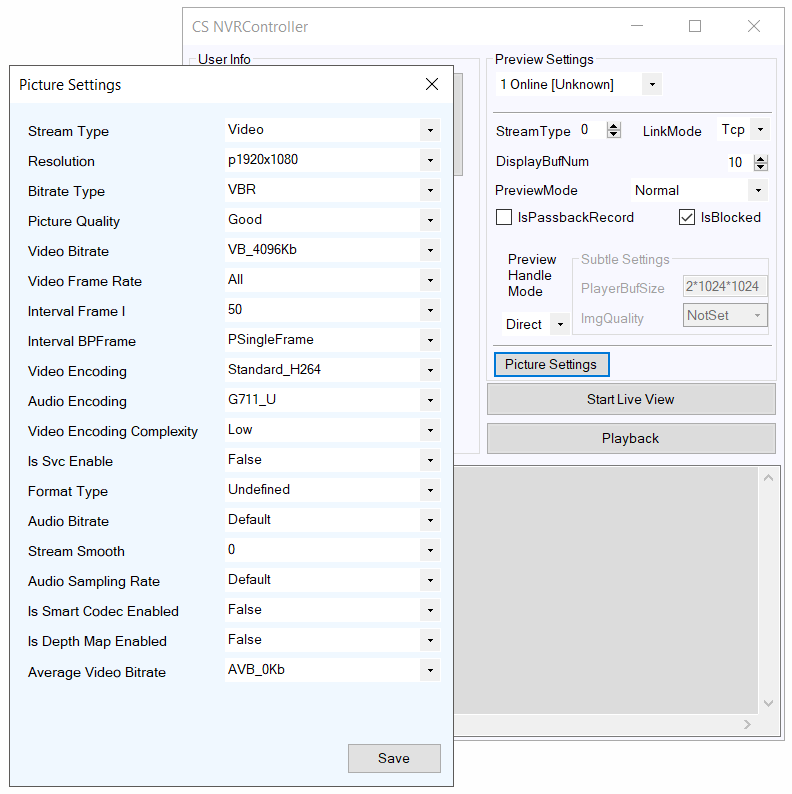 CS NVRController
User Info
Preview Settings
1 Online [Unknown]
StreamType 0 LinkMode Tcp
DisplayBufNum 10
PreviewMode Normal
IsPassbackRecord IsBlocked
Preview
Handle
Mode
Direct
Subtle Settings
PlayerBufSize 2*1024*1024
ImgQuality NotSet
Picture Settings
Start Live View
Playback
Picture Settings
Stream Type Video
Resolution p1920x1080
Bitrate Type VBR
Picture Quality Good
Video Bitrate VB_4096Kb
Video Frame Rate All
Interval Frame I 50
Interval BPFrame PSingleFrame
Video Encoding Standard_H264
Audio Encoding G711_U
Video Encoding Complexity Low
Is Svc Enable False
Format Type Undefined
Audio Bitrate Default
Stream Smooth 0
Audio Sampling Rate Default
Is Smart Codec Enabled False
Is Depth Map Enabled False
Average Video Bitrate AVB_0Kb
Save